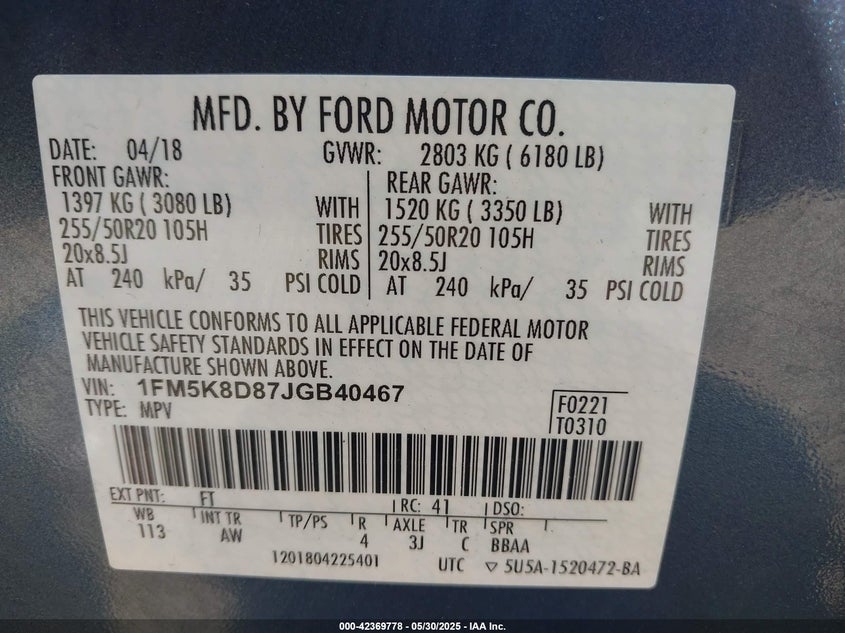 MFD. BY FORD MOTOR CO.
DATE: 04/18 GVWR: 2803 KG ( 6180 LB)
FRONT GAWR: REAR GAWR:
1397 KG ( 3080 LB) WITH 1520 KG ( 3350 LB) WITH
255/50R20 105H TIRES 255/50R20 105H TIRES
20x8.5J RIMS 20x8.5J RIMS
AT 240 kPa/ 35 PSI COLD AT 240 kPa/ 35 PSI COLD
THIS VEHICLE CONFORMS TO ALL APPLICABLE FEDERAL MOTOR
VEHICLE SAFETY STANDARDS IN EFFECT ON THE DATE OF
MANUFACTURE SHOWN ABOVE.
VIN: 1FM5K8D87JGB40467
TYPE: MPV
F0221
T0310
EXT PNT: FT RC: 41 DSO:
WB INT TR TP/PS R AXLE TR SPR
113 AW 4 3J C BBAA
1201804225401 UTC ▽ 5U5A-1520472-BA
000-42369778 - 05/30/2025 - IAA Inc.